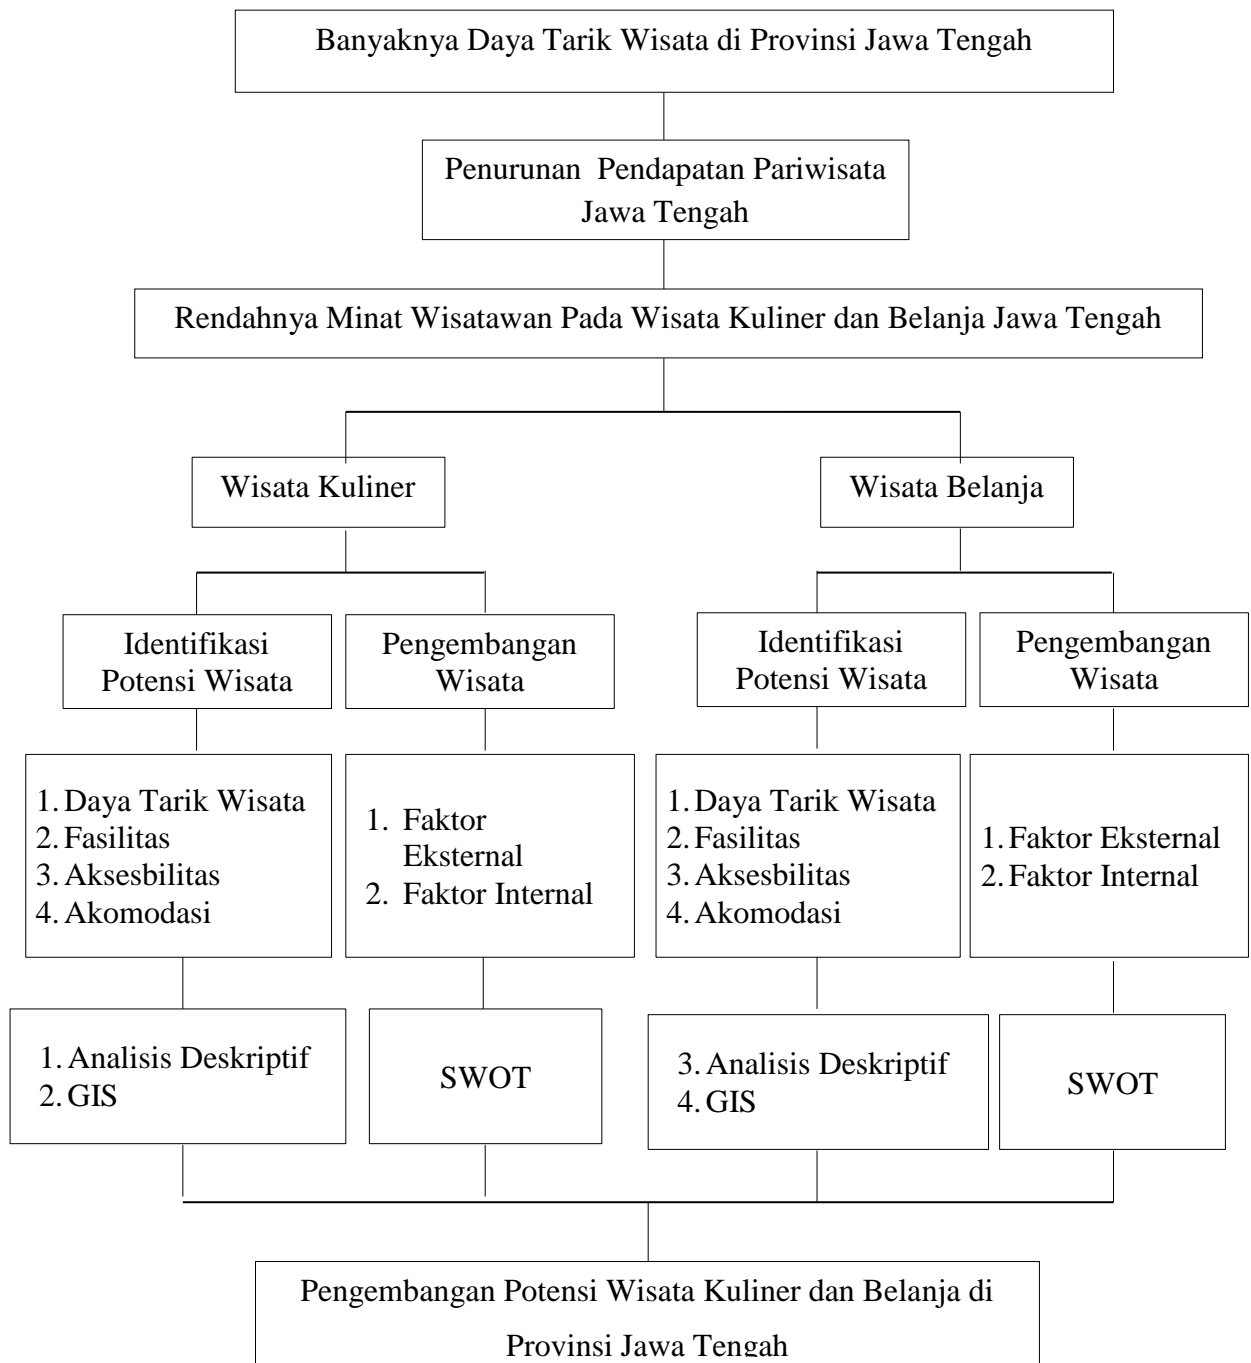 Banyaknya Daya Tarik Wisata di Provinsi Jawa Tengah
Penurunan Pendapatan Pariwisata
Jawa Tengah
Rendahnya Minat Wisatawan Pada Wisata Kuliner dan Belanja Jawa Tengah
Wisata Kuliner
Wisata Belanja
Identifikasi
Potensi Wisata
Pengembangan
Wisata
Identifikasi
Potensi Wisata
Pengembangan
Wisata
1. Daya Tarik Wisata
2. Fasilitas
3. Aksesbilitas
4. Akomodasi
1. Faktor
Eksternal
2. Faktor Internal
1. Daya Tarik Wisata
2. Fasilitas
3. Aksesbilitas
4. Akomodasi
1. Faktor Eksternal
2. Faktor Internal
1. Analisis Deskriptif
2. GIS
SWOT
3. Analisis Deskriptif
4. GIS
SWOT
Pengembangan Potensi Wisata Kuliner dan Belanja di
Provinsi Jawa Tengah